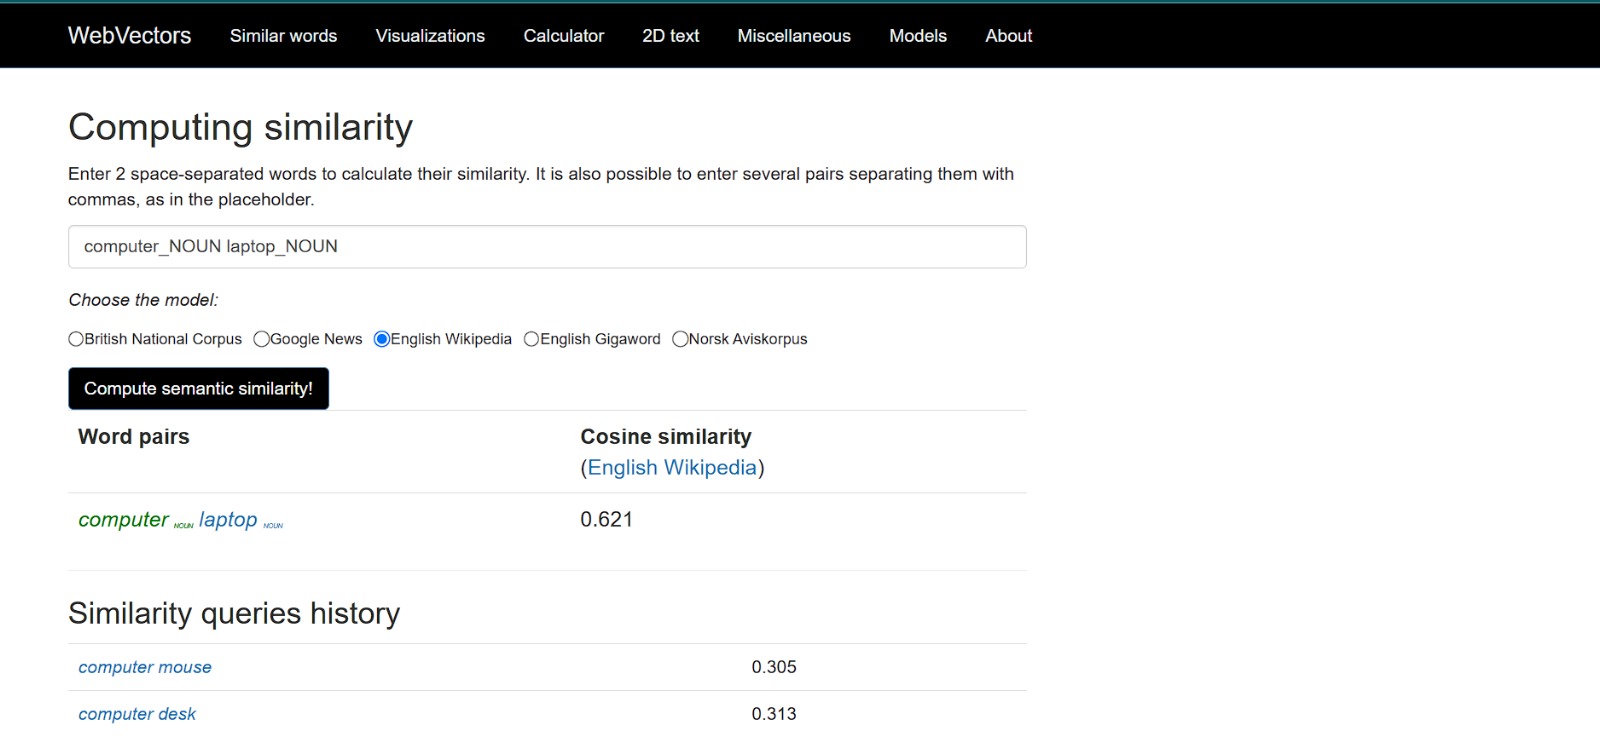 WebVectors Similar words Visualizations Calculator 2D text Miscellaneous Models About
Computing similarity
Enter 2 space-separated words to calculate their similarity. It is also possible to enter several pairs separating them with
commas, as in the placeholder.
computer_NOUN laptop_NOUN
Choose the model:
British National Corpus Google News English Wikipedia English Gigaword Norsk Aviskorpus
Compute semantic similarity!
Word pairs Cosine similarity
(English Wikipedia)
computer NOUN laptop NOUN 0.621
Similarity queries history
computer mouse 0.305
computer desk 0.313